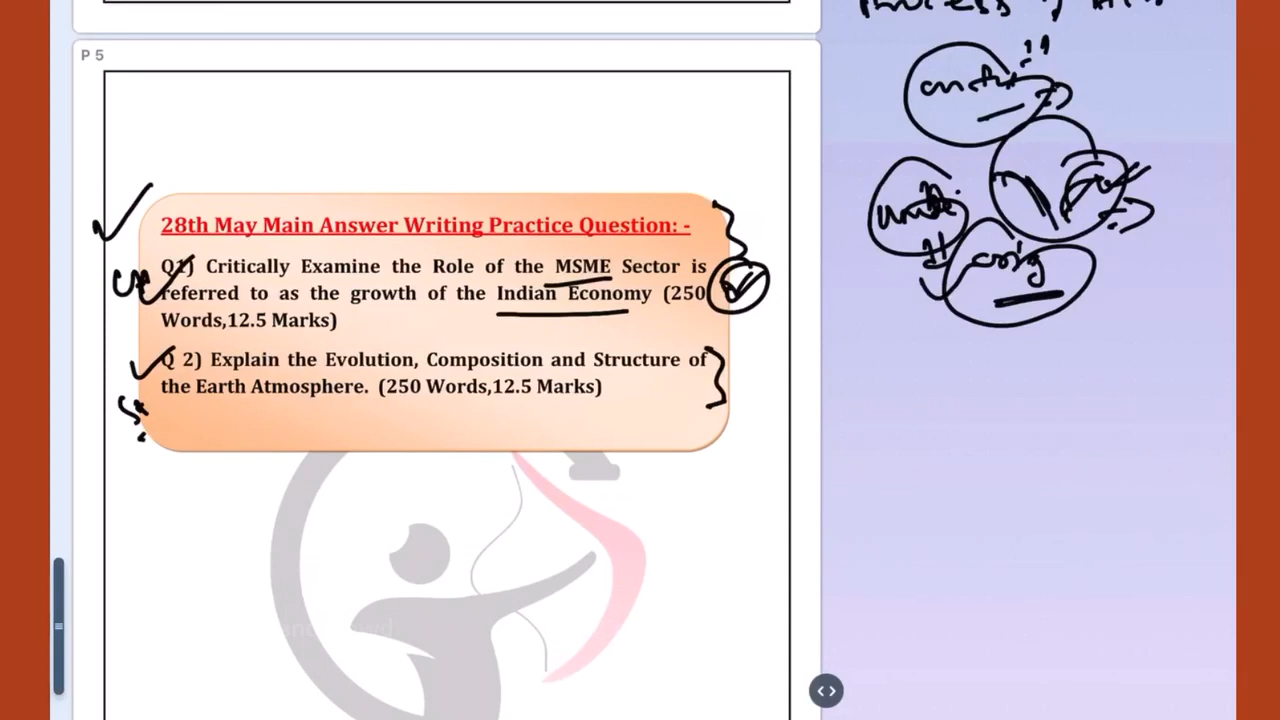 P 5
28th May Main Answer Writing Practice Question: -
Q1) Critically Examine the Role of the MSME Sector is
referred to as the growth of the Indian Economy (250
Words,12.5 Marks)
Q 2) Explain the Evolution, Composition and Structure of
the Earth Atmosphere. (250 Words,12.5 Marks)